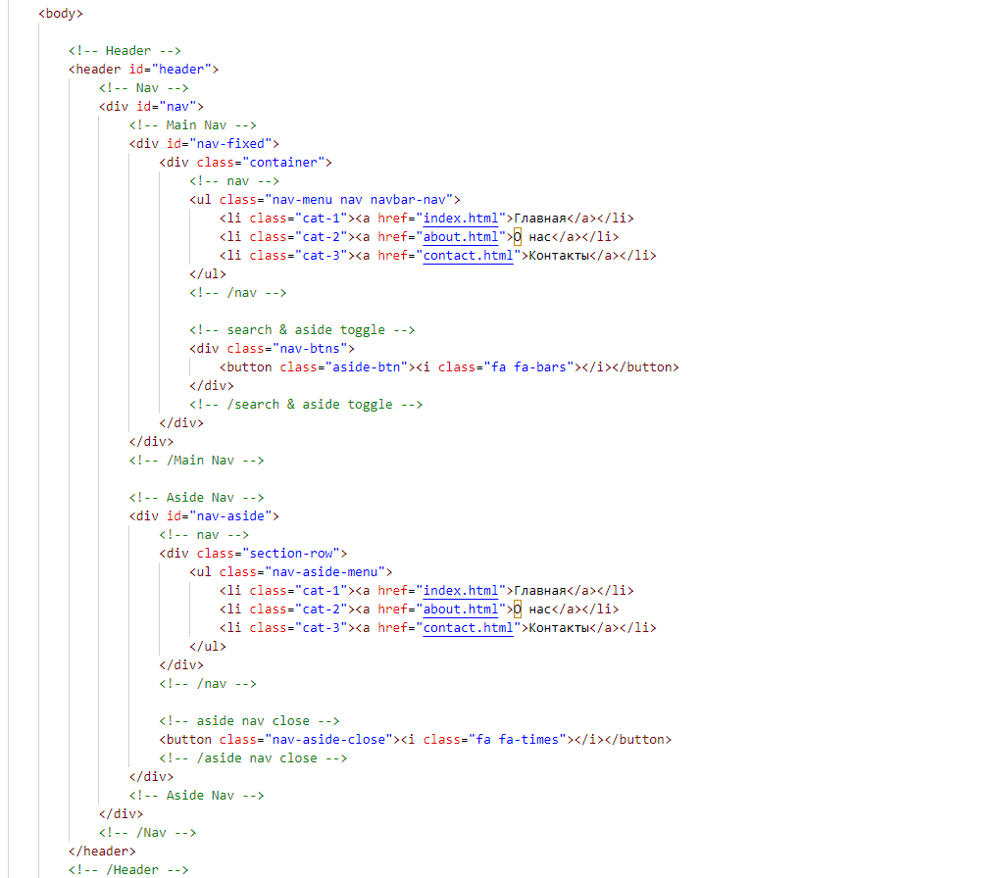 <body>
<!-- Header -->
<header id="header">
<!-- Nav -->
<div id="nav">
<!-- Main Nav -->
<div id="nav-fixed">
<div class="container">
<!-- nav -->
<ul class="nav-menu nav navbar-nav">
<li class="cat-1"><a href="index.html">Главная</a></li>
<li class="cat-2"><a href="about.html">О нас</a></li>
<li class="cat-3"><a href="contact.html">Контакты</a></li>
</ul>
<!-- /nav -->
<!-- search & aside toggle -->
<div class="nav-btns">
<button class="aside-btn"><i class="fa fa-bars"></i></button>
</div>
<!-- /search & aside toggle -->
</div>
</div>
<!-- /Main Nav -->
<!-- Aside Nav -->
<div id="nav-aside">
<!-- nav -->
<div class="section-row">
<ul class="nav-aside-menu">
<li class="cat-1"><a href="index.html">Главная</a></li>
<li class="cat-2"><a href="about.html">О нас</a></li>
<li class="cat-3"><a href="contact.html">Контакты</a></li>
</ul>
</div>
<!-- /nav -->
<!-- aside nav close -->
<button class="nav-aside-close"><i class="fa fa-times"></i></button>
<!-- /aside nav close -->
</div>
<!-- Aside Nav -->
</div>
<!-- /Nav -->
</header>
<!-- /Header -->